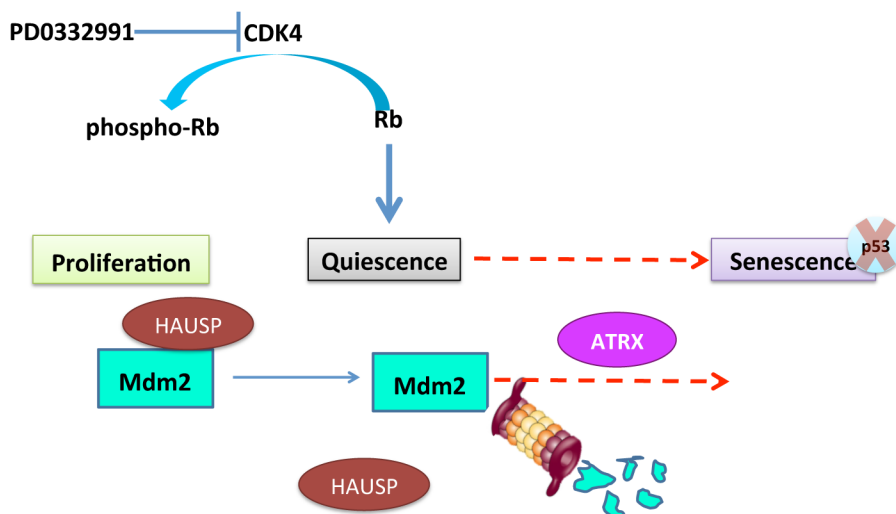 PD0332991
CDK4
phospho-Rb
Rb
Proliferation
Quiescence
Senescence
p53
HAUSP
ATRX
Mdm2
Mdm2
HAUSP